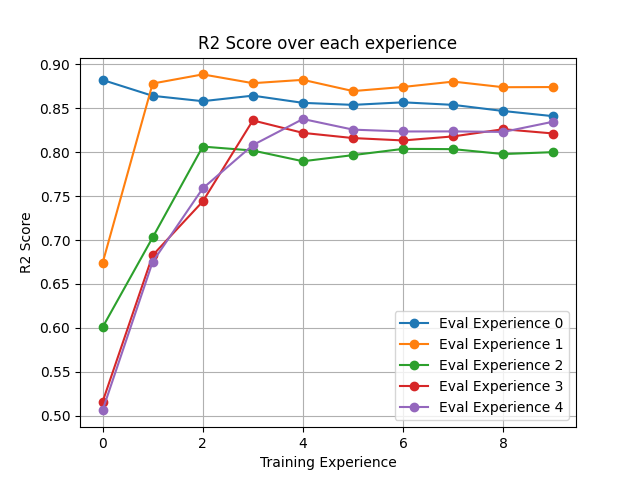 R2 Score over each experience
0.90
0.85
0.80
0.75
0.70
0.65
0.60
0.55
0.50
R2 Score
0
2
4
6
8
Training Experience
Eval Experience 0
Eval Experience 1
Eval Experience 2
Eval Experience 3
Eval Experience 4